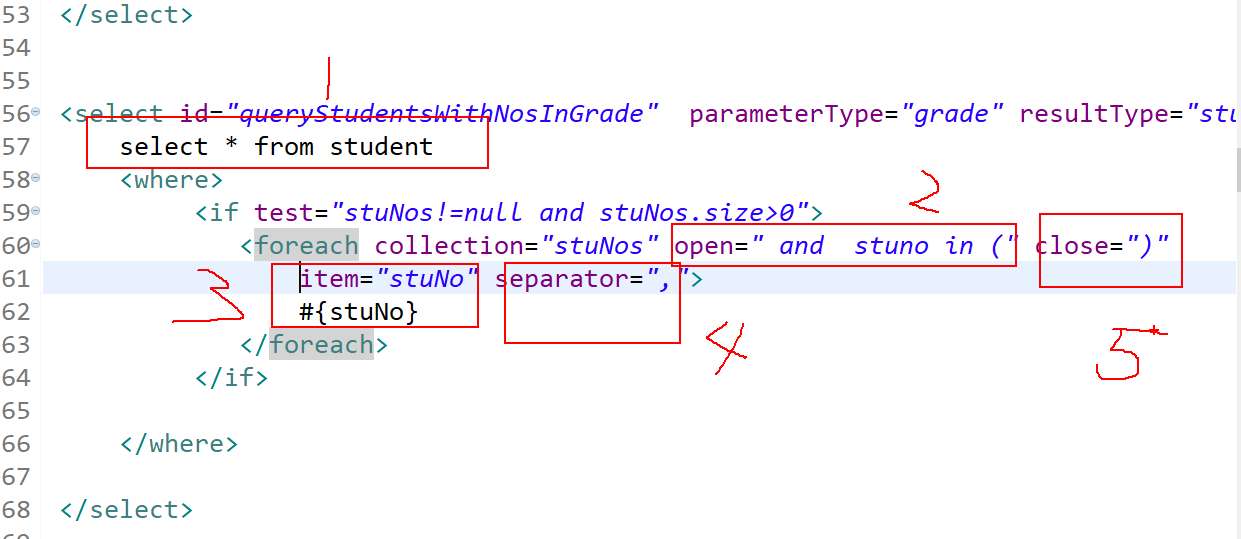 53 </select>
54
55
1
56 <select id="queryStudentsWithNosInGrade" parameterType="grade" resultType="stu
57 select * from student
58 <where>
2
59 <if test="stuNos!=null and stuNos.size>0">
60 <foreach collection="stuNos" open=" and stuno in (" close=")"
3
61 item="stuNo" separator=",">
62 #{stuNo}
4
5
63 </foreach>
64 </if>
65
66 </where>
67
68 </select>